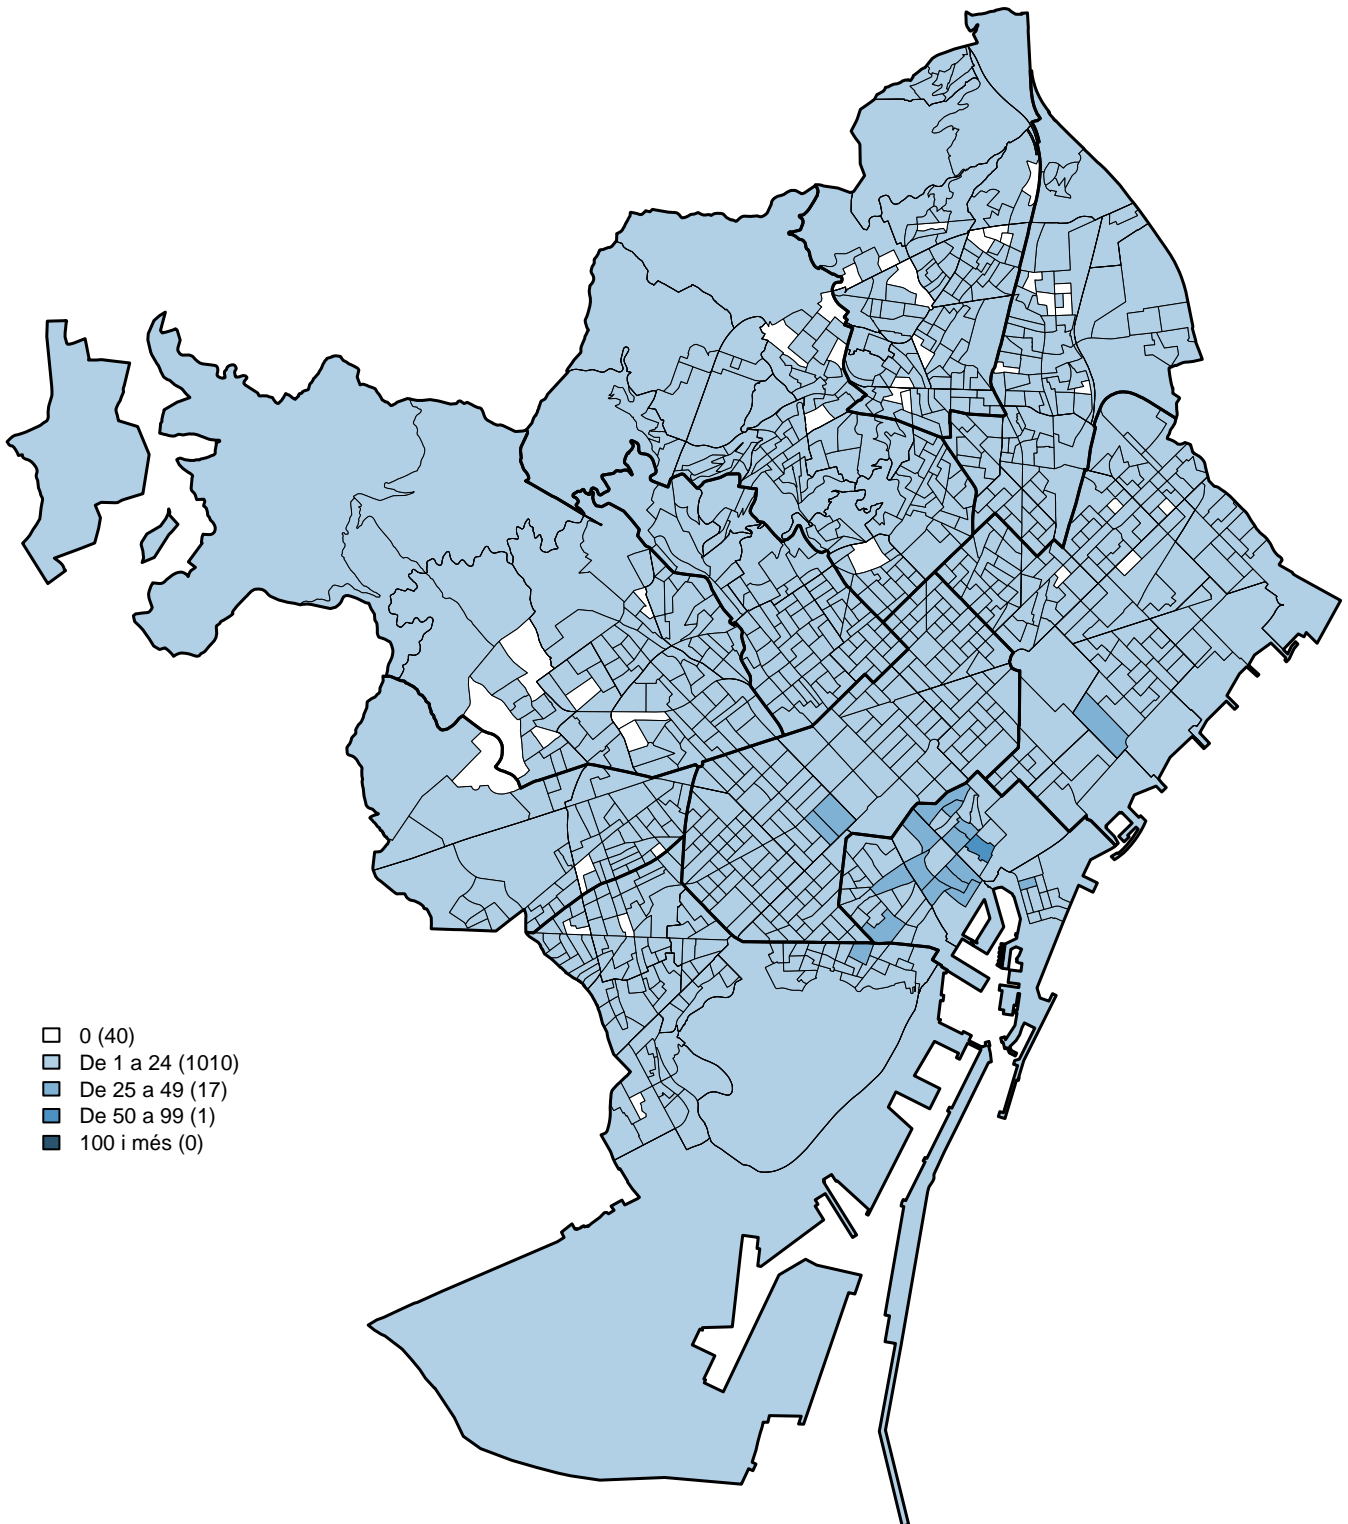 0 (40)
De 1 a 24 (1010)
De 25 a 49 (17)
De 50 a 99 (1)
100 i més (0)